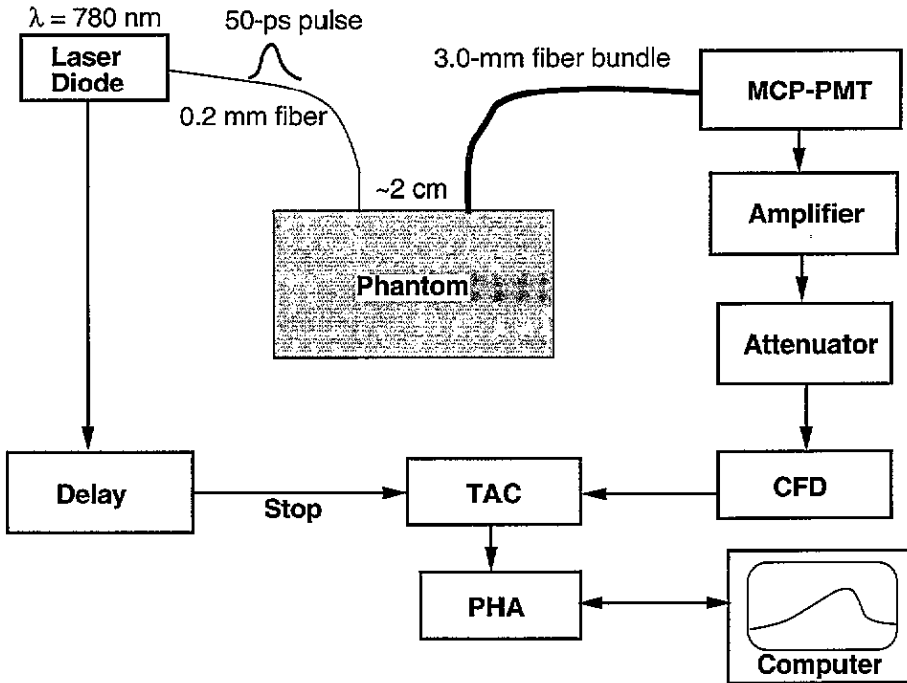 λ = 780 nm
50-ps pulse
Laser
Diode
0.2 mm fiber
3.0-mm fiber bundle
MCP-PMT
~2 cm
Amplifier
Phantom
Attenuator
Delay
Stop
TAC
CFD
PHA
Computer